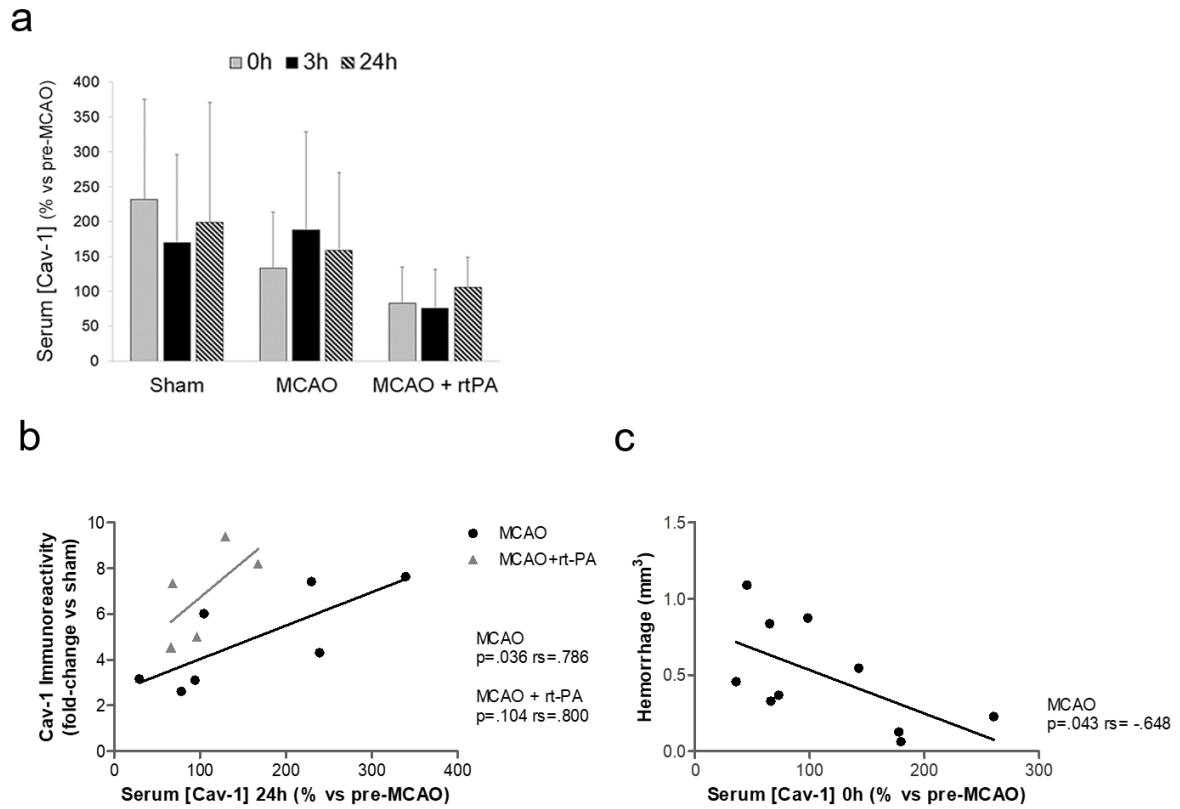 a
0h 3h 24h
Serum [Cav-1] (% vs pre-MCAO)
400
350
300
250
200
150
100
50
0
Sham MCAO MCAO + rtPA
b
Cav-1 Immunoreactivity
(fold-change vs sham)
10
8
6
4
2
0
0 100 200 300 400
Serum [Cav-1] 24h (% vs pre-MCAO)
MCAO
MCAO+rt-PA
MCAO
p=.036 rs=.786
MCAO + rt-PA
p=.104 rs=.800
c
Hemorrhage (mm³)
1.5
1.0
0.5
0.0
0 100 200 300
Serum [Cav-1] 0h (% vs pre-MCAO)
MCAO
p=.043 rs= -.648